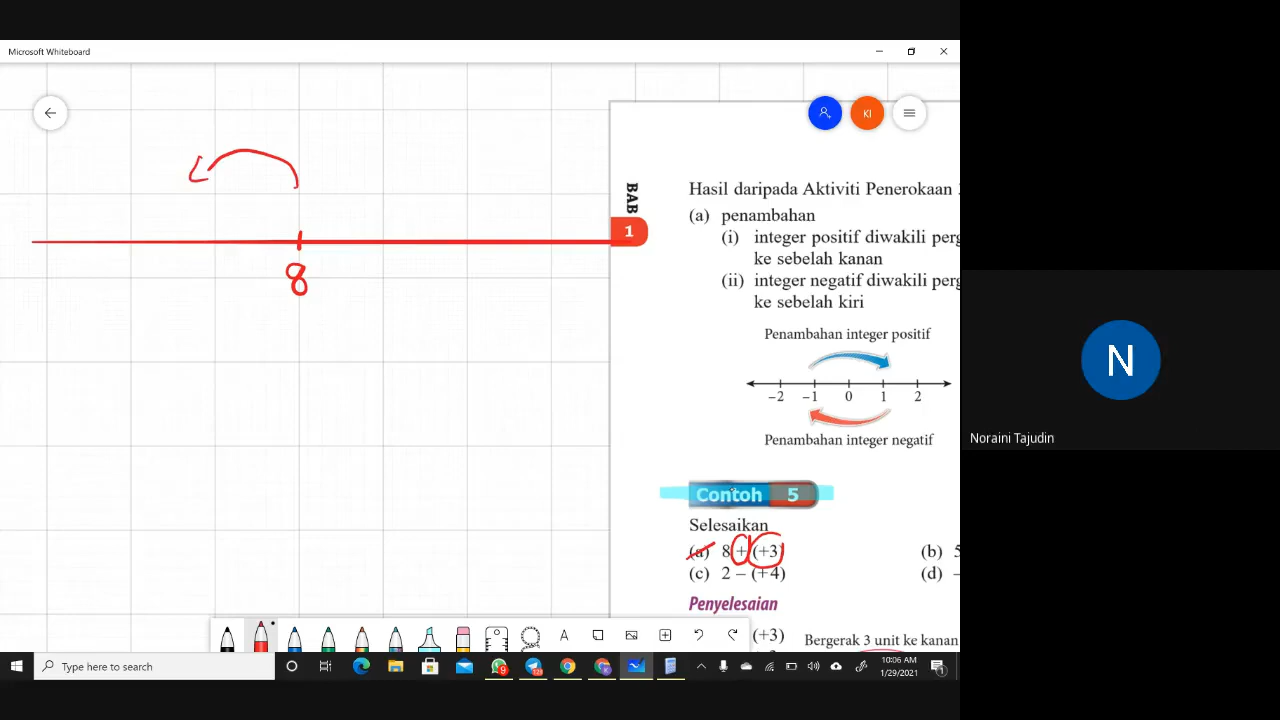 Microsoft Whiteboard
KI
8
BAB
1
Hasil daripada Aktiviti Penerokaan
(a) penambahan
(i) integer positif diwakili perg
ke sebelah kanan
(ii) integer negatif diwakili perg
ke sebelah kiri
Penambahan integer positif
−2 −1 0 1 2
Penambahan integer negatif
Contoh 5
Selesaikan
(a) 8 + (+3) (b) 5
(c) 2 – (+4) (d) –
Penyelesaian
(+3) Bergerak 3 unit ke kanan
A
N
Noraini Tajudin
Type here to search
10:06 AM
1/29/2021